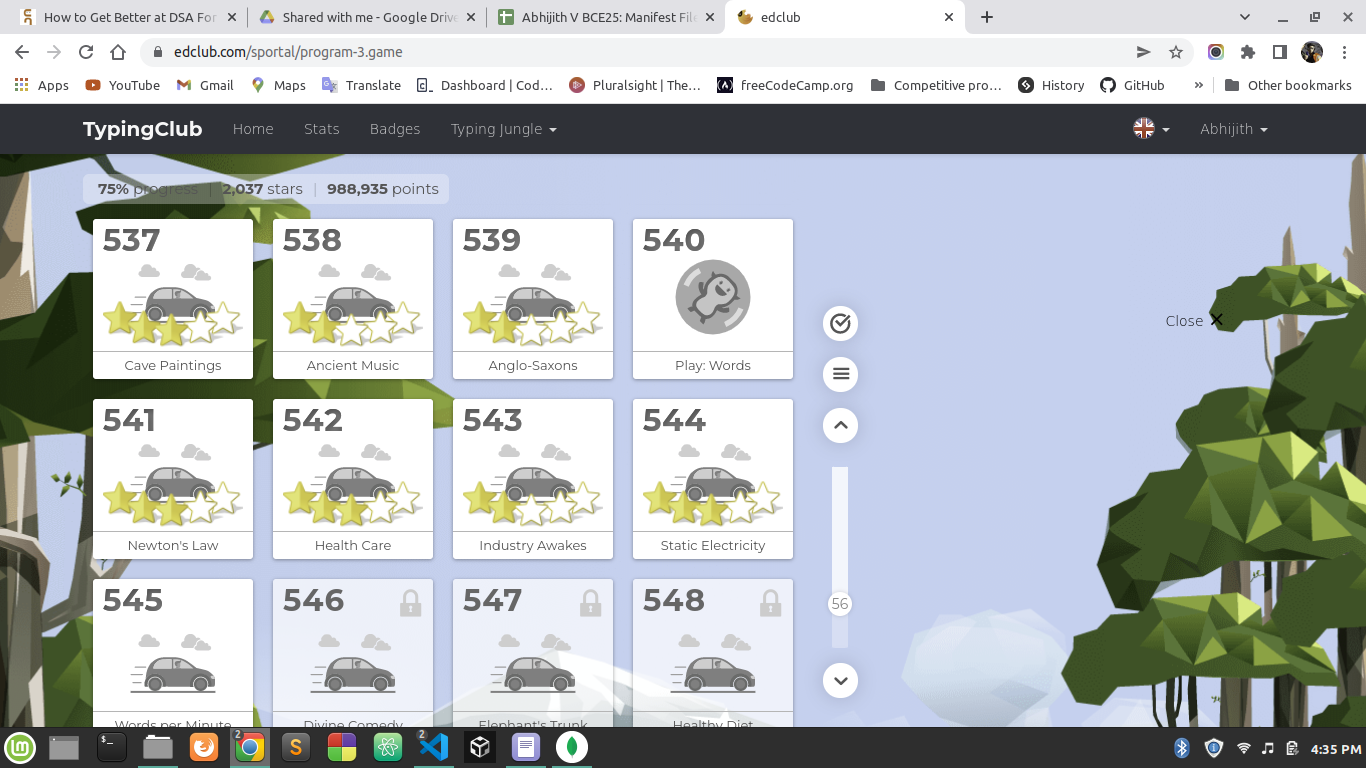 How to Get Better at DSA For
Shared with me - Google Drive
Abhijith V BCE25: Manifest File
edclub
edclub.com/sportal/program-3.game
Apps
YouTube
Gmail
Maps
Translate
Dashboard | Cod…
Pluralsight | The…
freeCodeCamp.org
Competitive pro…
History
GitHub
»
Other bookmarks
TypingClub
Home
Stats
Badges
Typing Jungle
Abhijith
75% progress | 2,037 stars | 988,935 points
537
538
539
540
Cave Paintings
Ancient Music
Anglo-Saxons
Play: Words
Close
541
542
543
544
Newton's Law
Health Care
Industry Awakes
Static Electricity
545
546
547
548
56
Words per Minute
Divine Comedy
Elephant's Trunk
Healthy Diet
$_
2
S
2
4:35 PM